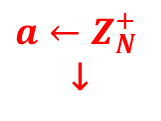 a ← Z_N^+
↓